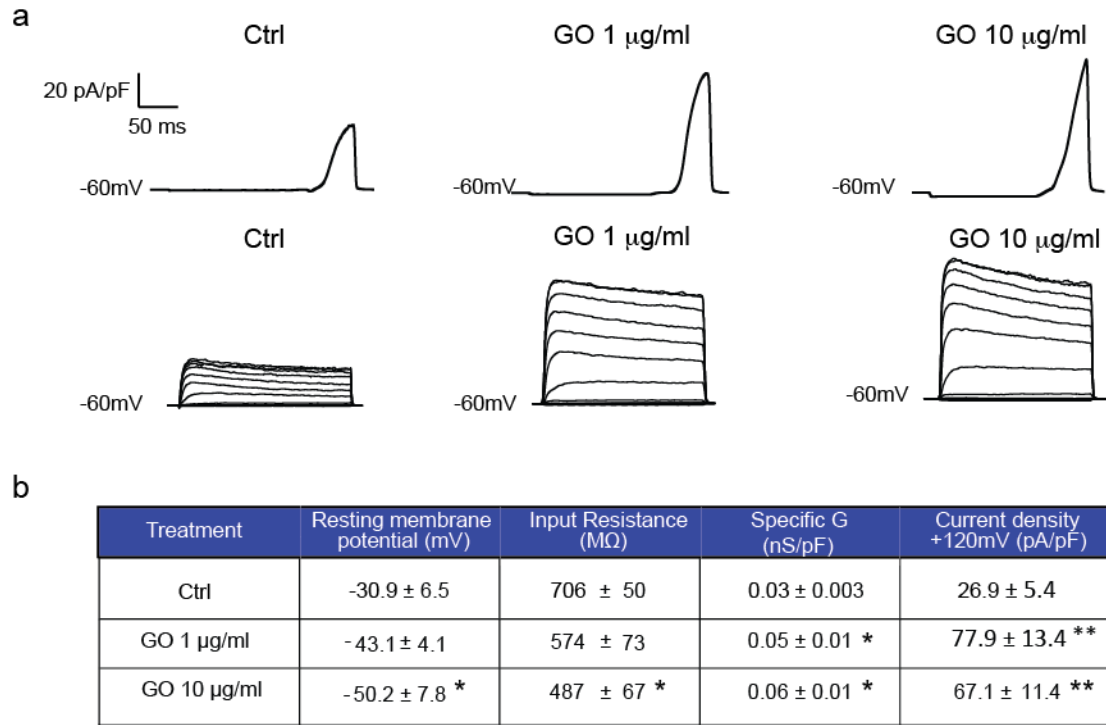 a
Ctrl GO 1 μg/ml GO 10 μg/ml
20 pA/pF
50 ms
-60mV -60mV -60mV
Ctrl GO 1 μg/ml GO 10 μg/ml
-60mV -60mV -60mV
b
Treatment Resting membrane potential (mV) Input Resistance (MΩ) Specific G (nS/pF) Current density +120mV (pA/pF)
Ctrl -30.9 ± 6.5 706 ± 50 0.03 ± 0.003 26.9 ± 5.4
GO 1 µg/ml -43.1 ± 4.1 574 ± 73 0.05 ± 0.01 * 77.9 ± 13.4 **
GO 10 µg/ml -50.2 ± 7.8 * 487 ± 67 * 0.06 ± 0.01 * 67.1 ± 11.4 **